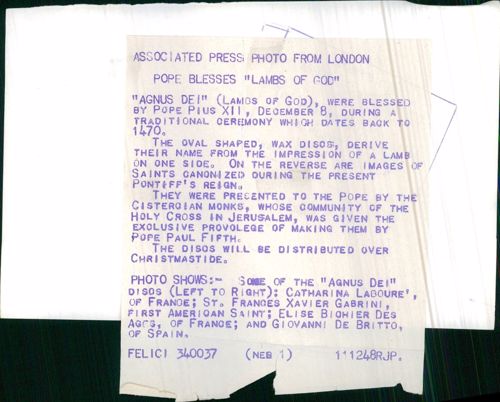 ASSOCIATED PRESS PHOTO FROM LONDON
POPE BLESSES "LAMBS OF GOD"
"AGNUS DEI" (LAMBS OF GOD), WERE BLESSED
BY POPE PIUS XII, DECEMBER 8, DURING A
TRADITIONAL CEREMONY WHICH DATES BACK TO
1470.
THE OVAL SHAPED, WAX DISCS, DERIVE
THEIR NAME FROM THE IMPRESSION OF A LAMB
ON ONE SIDE. ON THE REVERSE ARE IMAGES OF
SAINTS CANONIZED DURING THE PRESENT
PONTIFF'S REIGN.
THEY WERE PRESENTED TO THE POPE BY THE
CISTERCIAN MONKS, WHOSE COMMUNITY OF THE
HOLY CROSS IN JERUSALEM, WAS GIVEN THE
EXCLUSIVE PROVOLEGE OF MAKING THEM BY
POPE PAUL FIFTH.
THE DISCS WILL BE DISTRIBUTED OVER
CHRISTMASTIDE.
PHOTO SHOWS:- SOME OF THE "AGNUS DEI"
DISCS (LEFT TO RIGHT): CATHARINA LABOURE',
OF FRANCE; ST. FRANCES XAVIER CABRINI,
FIRST AMERICAN SAINT; ELISE BICHIER DES
AGES, OF FRANCE; AND GIOVANNI DE BRITTO,
OF SPAIN.
FELICI 340037 (NEB 1) 111248RJP.